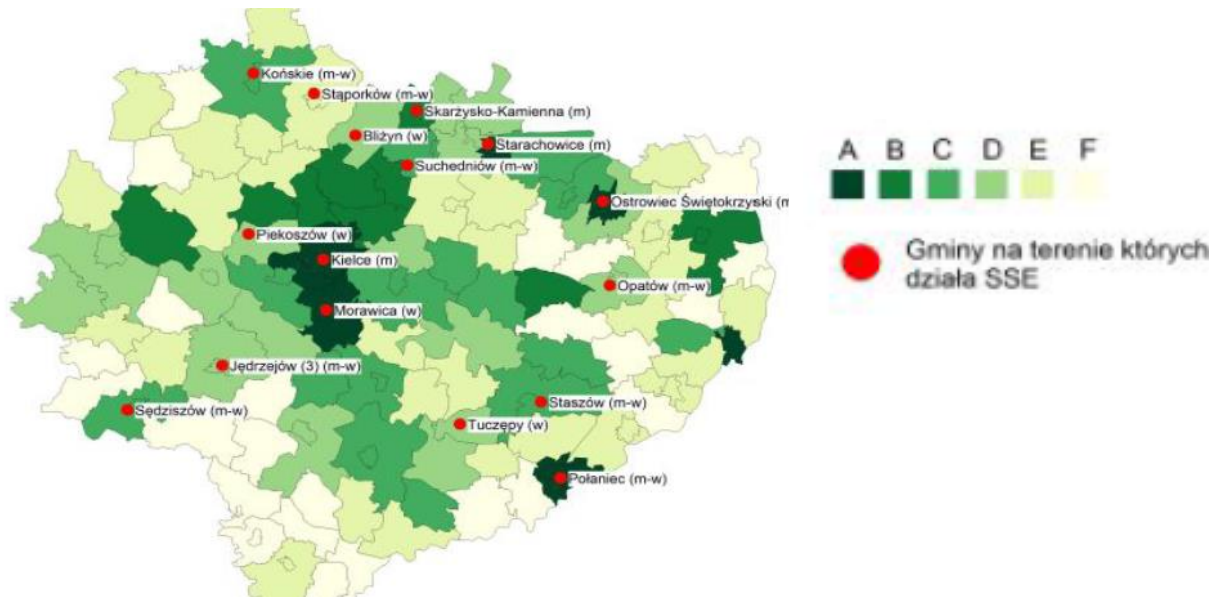 Końskie (m-w)
Stąporków (m-w)
Skarżysko-Kamienna (m)
Bliżyn (w)
Starachowice (m)
Suchedniów (m-w)
Ostrowiec Świętokrzyski (m
Piekoszów (w)
Kielce (m)
Opatów (m-w)
Morawica (w)
Jędrzejów (3) (m-w)
Staszów (m-w)
Sędziszów (m-w)
Tuczępy (w)
Połaniec (m-w)
A B C D E F
Gminy na terenie których
działa SSE